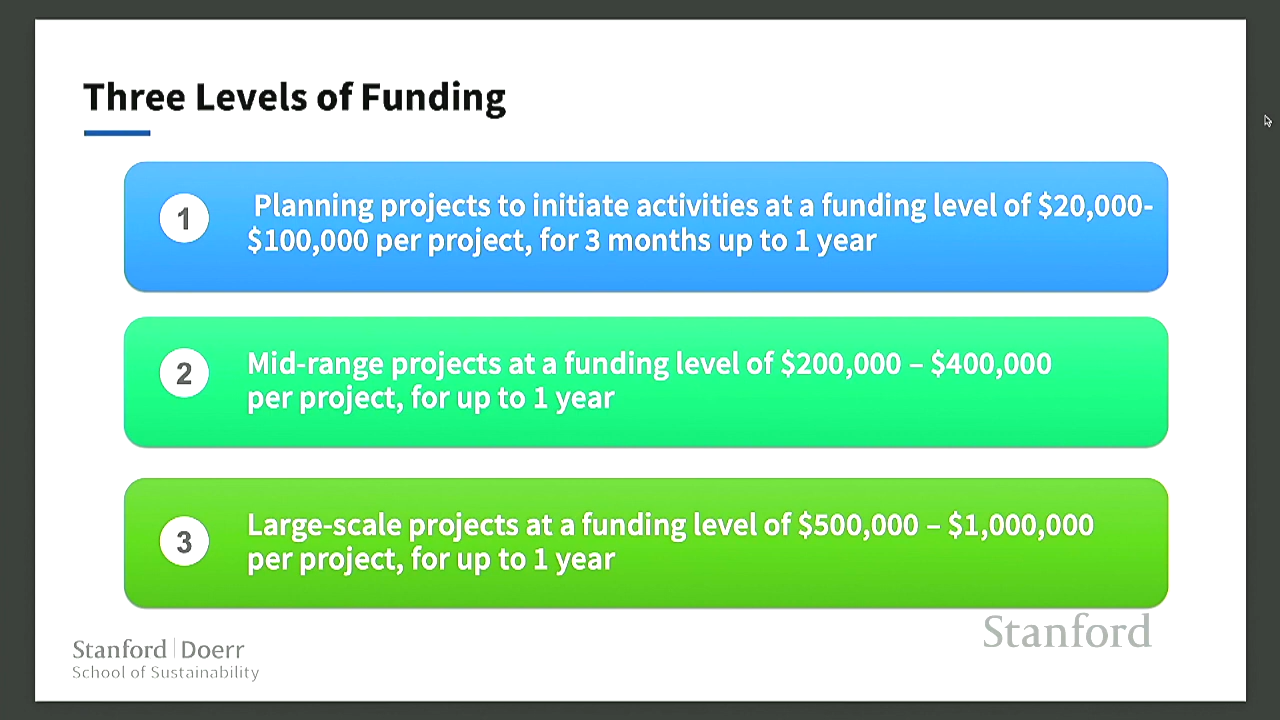 Three Levels of Funding
1
Planning projects to initiate activities at a funding level of $20,000-
$100,000 per project, for 3 months up to 1 year
2
Mid-range projects at a funding level of $200,000 – $400,000
per project, for up to 1 year
3
Large-scale projects at a funding level of $500,000 – $1,000,000
per project, for up to 1 year
Stanford
Stanford | Doerr
School of Sustainability